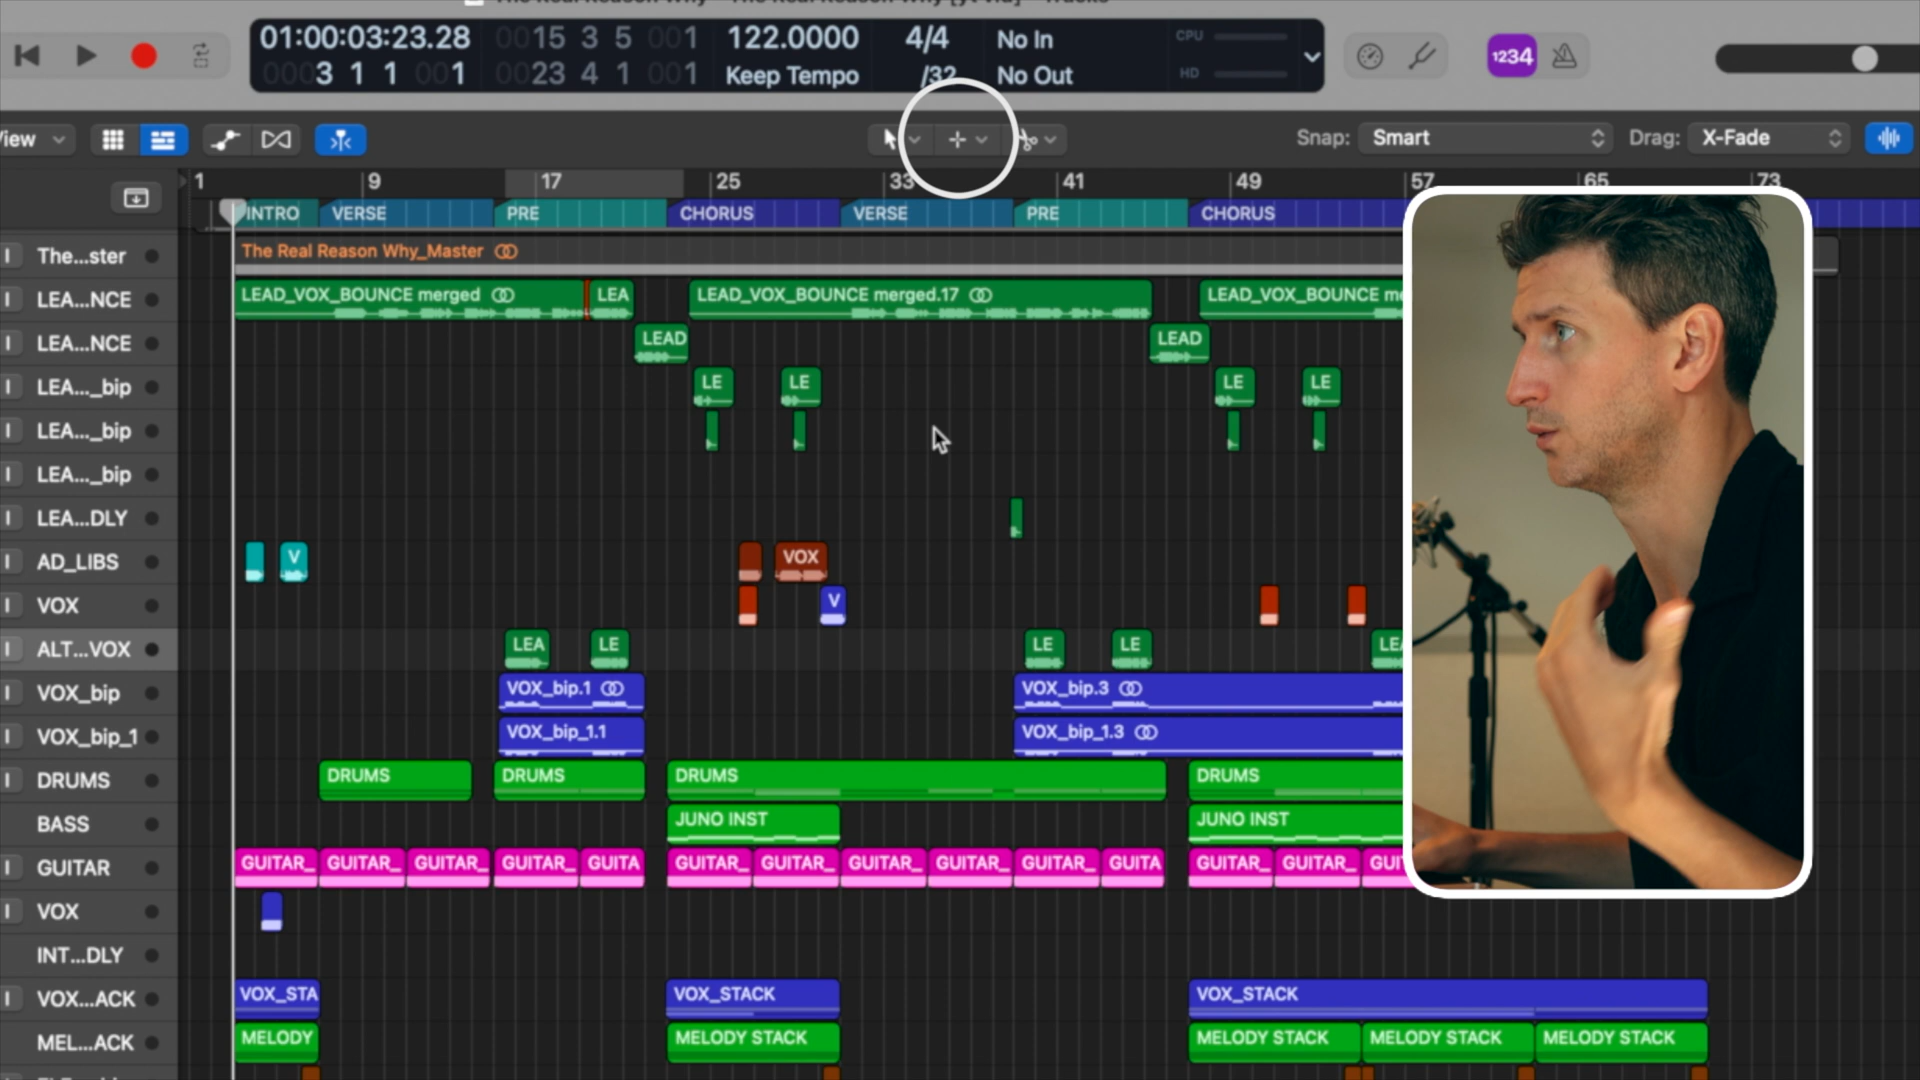 01:00:03:23.28 0015 3 5 001 122.0000 4/4 No In CPU
0003 1 1 001 0023 4 1 001 Keep Tempo /32 No Out HD
1234
View Snap: Smart Drag: X-Fade
1 9 17 25 33 41 49 57 65 73
INTRO VERSE PRE CHORUS VERSE PRE CHORUS
I The...ster The Real Reason Why_Master
I LEA...NCE LEAD_VOX_BOUNCE merged LEA LEAD_VOX_BOUNCE merged.17 LEAD_VOX_BOUNCE me
I LEA...NCE LEAD LEAD
I LEA..._bip LE LE LE LE
I LEA..._bip
I LEA..._bip
I LEA...DLY
I AD_LIBS V VOX
I VOX V
I ALT...VOX LEA LE LE LE LEA
I VOX_bip VOX_bip.1 VOX_bip.3
I VOX_bip_1 VOX_bip_1.1 VOX_bip_1.3
I DRUMS DRUMS DRUMS DRUMS DRUMS
BASS JUNO INST JUNO INST
I GUITAR GUITAR_ GUITAR_ GUITAR_ GUITAR_ GUITA GUITAR_ GUITAR_ GUITAR_ GUITAR_ GUITAR_ GUITA GUITAR_ GUITAR_ GUI
I VOX
INT...DLY
I VOX...ACK VOX_STA VOX_STACK VOX_STACK
MEL...ACK MELODY MELODY STACK MELODY STACK MELODY STACK MELODY STACK